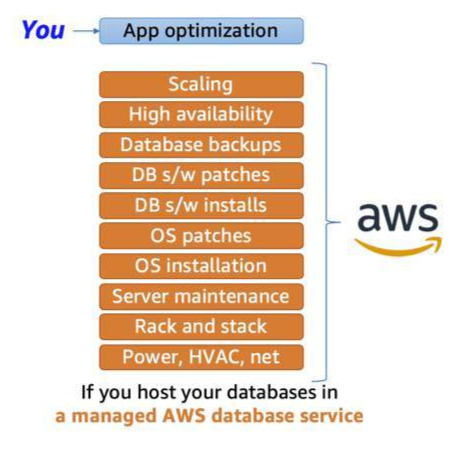 You
App optimization
Scaling
High availability
Database backups
DB s/w patches
DB s/w installs
OS patches
OS installation
Server maintenance
Rack and stack
Power, HVAC, net
aws
If you host your databases in
a managed AWS database service